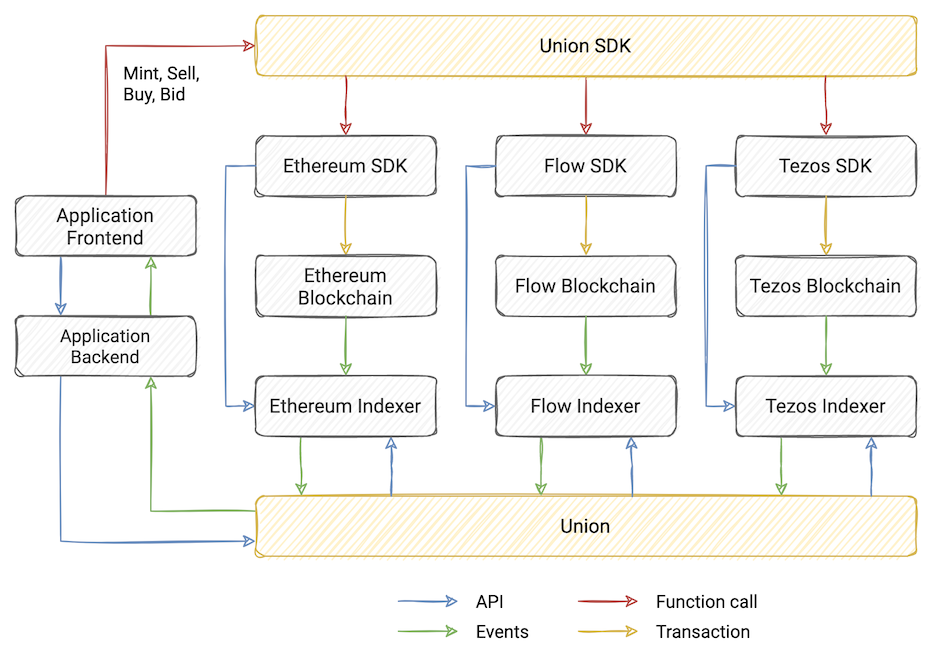 Union SDK
Mint, Sell,
Buy, Bid
Ethereum SDK
Flow SDK
Tezos SDK
Application
Frontend
Ethereum
Blockchain
Flow Blockchain
Tezos Blockchain
Application
Backend
Ethereum Indexer
Flow Indexer
Tezos Indexer
Union
API
Function call
Events
Transaction